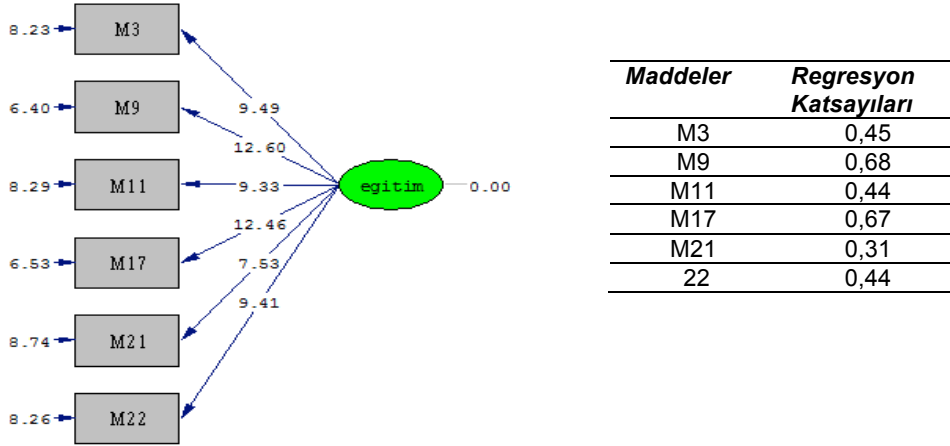 8.23 M3
9.49
6.40 M9
12.60
8.29 M11
9.33
egitim 0.00
6.53 M17
12.46
7.53
8.74 M21
9.41
8.26 M22
Maddeler Regresyon
Katsayıları
M3 0,45
M9 0,68
M11 0,44
M17 0,67
M21 0,31
22 0,44